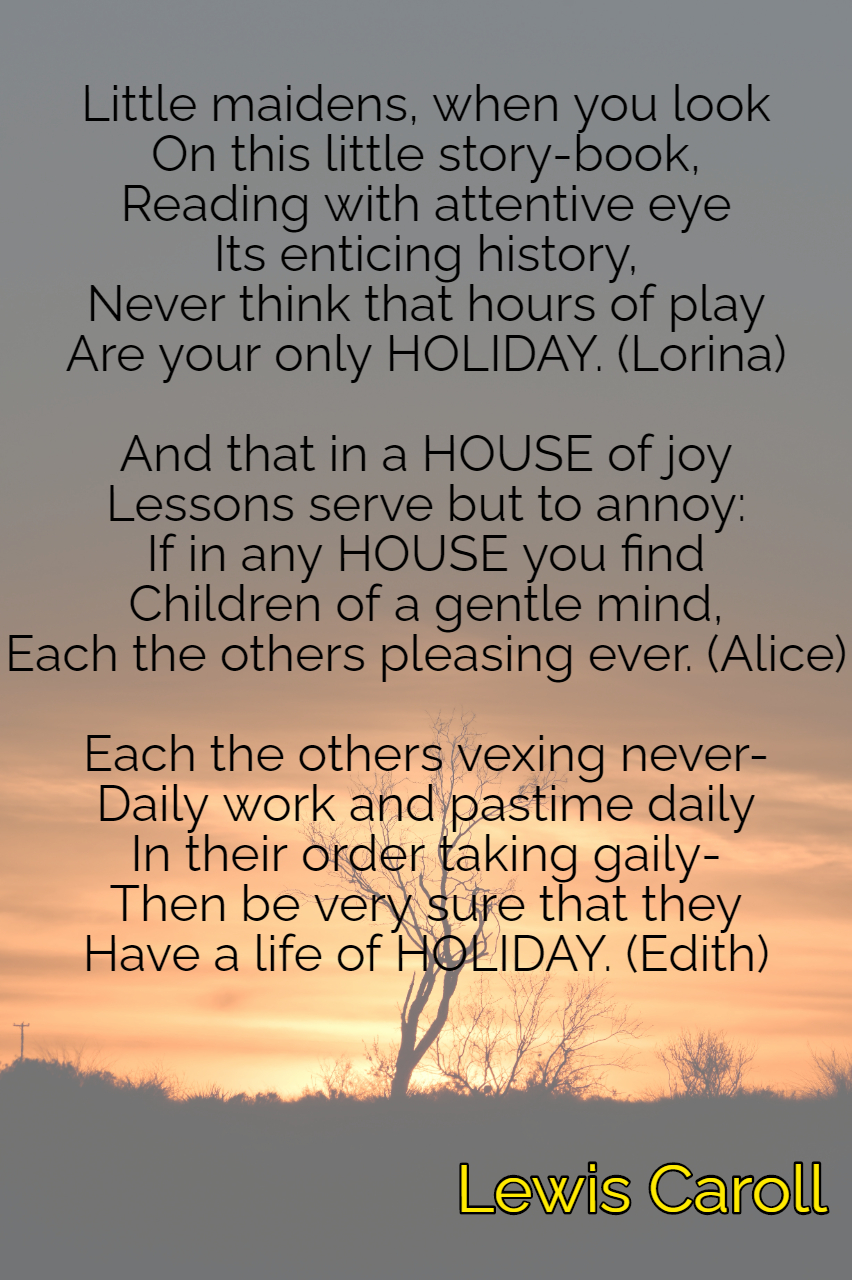 Little maidens, when you look
On this little story-book,
Reading with attentive eye
Its enticing history,
Never think that hours of play
Are your only HOLIDAY. (Lorina)
And that in a HOUSE of joy
Lessons serve but to annoy:
If in any HOUSE you find
Children of a gentle mind,
Each the others pleasing ever. (Alice)
Each the others vexing never-
Daily work and pastime daily
In their order taking gaily-
Then be very sure that they
Have a life of HOLIDAY. (Edith)
Lewis Caroll